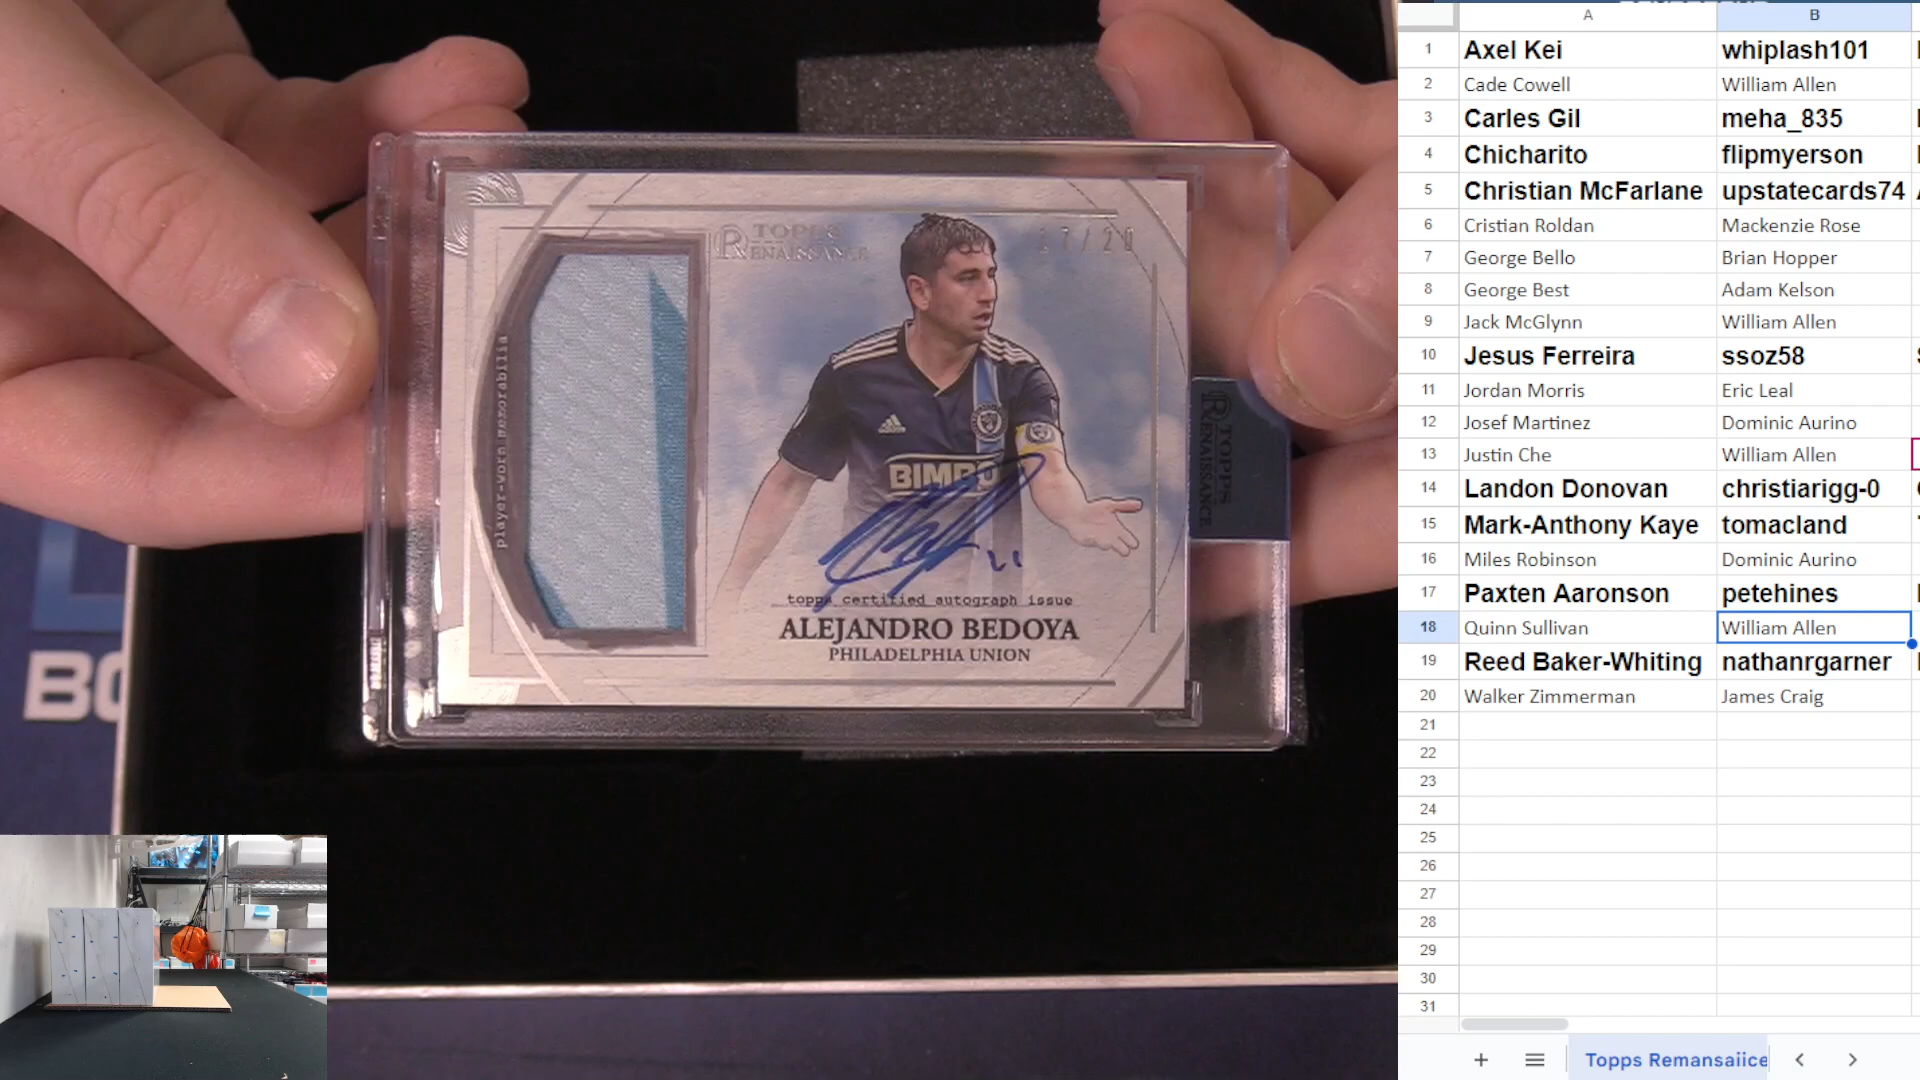 TOPPS
RENAISSANCE
17/20
player-worn memorabilia
BIMBO
topps certified autograph issue
ALEJANDRO BEDOYA
PHILADELPHIA UNION
TOPPS
RENAISSANCE
BO
A B
1 Axel Kei whiplash101
2 Cade Cowell William Allen
3 Carles Gil meha_835
4 Chicharito flipmyerson
5 Christian McFarlane upstatecards74
6 Cristian Roldan Mackenzie Rose
7 George Bello Brian Hopper
8 George Best Adam Kelson
9 Jack McGlynn William Allen
10 Jesus Ferreira ssoz58
11 Jordan Morris Eric Leal
12 Josef Martinez Dominic Aurino
13 Justin Che William Allen
14 Landon Donovan christiarigg-0
15 Mark-Anthony Kaye tomacland
16 Miles Robinson Dominic Aurino
17 Paxten Aaronson petehines
18 Quinn Sullivan William Allen
19 Reed Baker-Whiting nathanrgarner
20 Walker Zimmerman James Craig
21
22
23
24
25
26
27
28
29
30
31
Topps Remansaiice